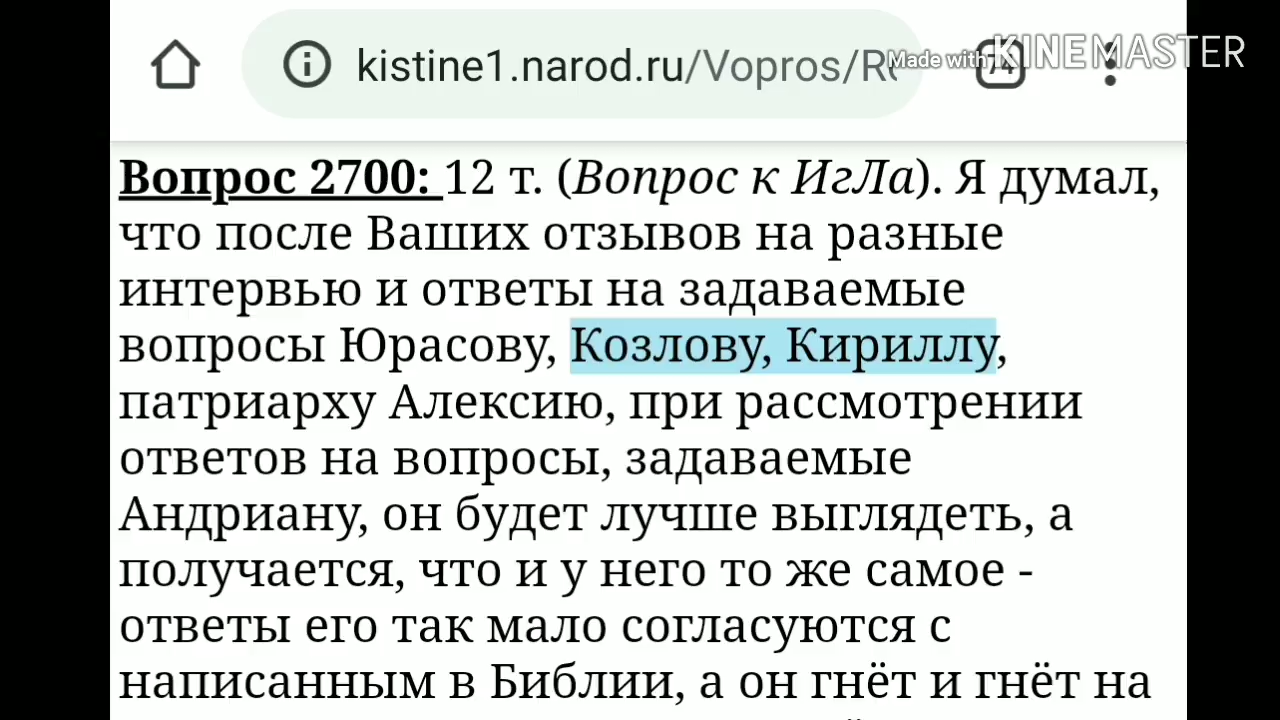 kistine1.narod.ru/Vopros/R
Made with KINEMASTER
Вопрос 2700: 12 т. (Вопрос к ИгЛа). Я думал,
что после Ваших отзывов на разные
интервью и ответы на задаваемые
вопросы Юрасову, Козлову, Кириллу,
патриарху Алексию, при рассмотрении
ответов на вопросы, задаваемые
Андриану, он будет лучше выглядеть, а
получается, что и у него то же самое -
ответы его так мало согласуются с
написанным в Библии, а он гнёт и гнёт на